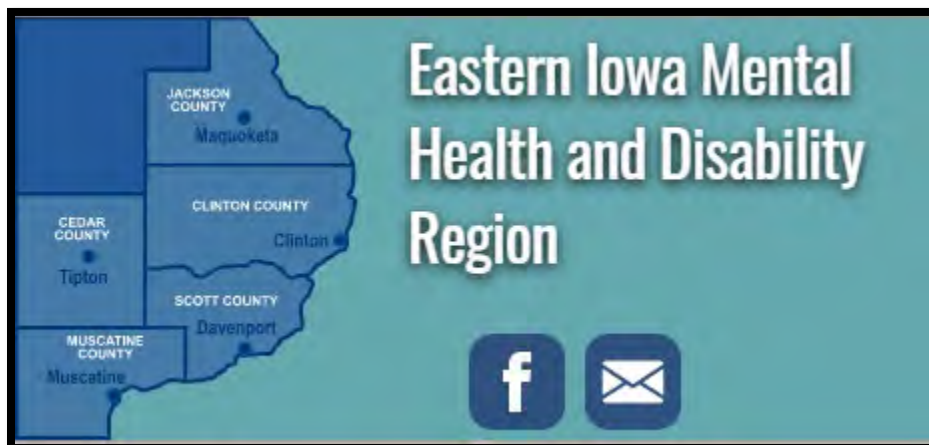 Eastern Iowa Mental
Health and Disability
Region
JACKSON
COUNTY
Maquoketa
CLINTON COUNTY
Clinton
CEDAR
COUNTY
Tipton
SCOTT COUNTY
Davenport
MUSCATINE
COUNTY
Muscatine
f